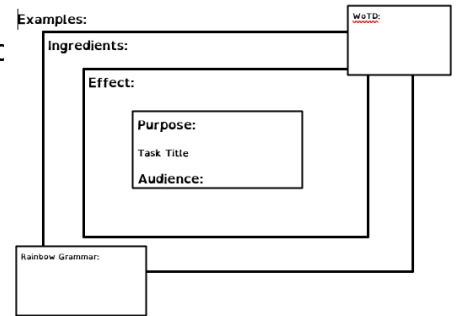 Examples:
WoTD:
Ingredients:
Effect:
Purpose:
Task Title
Audience:
Rainbow Grammar: